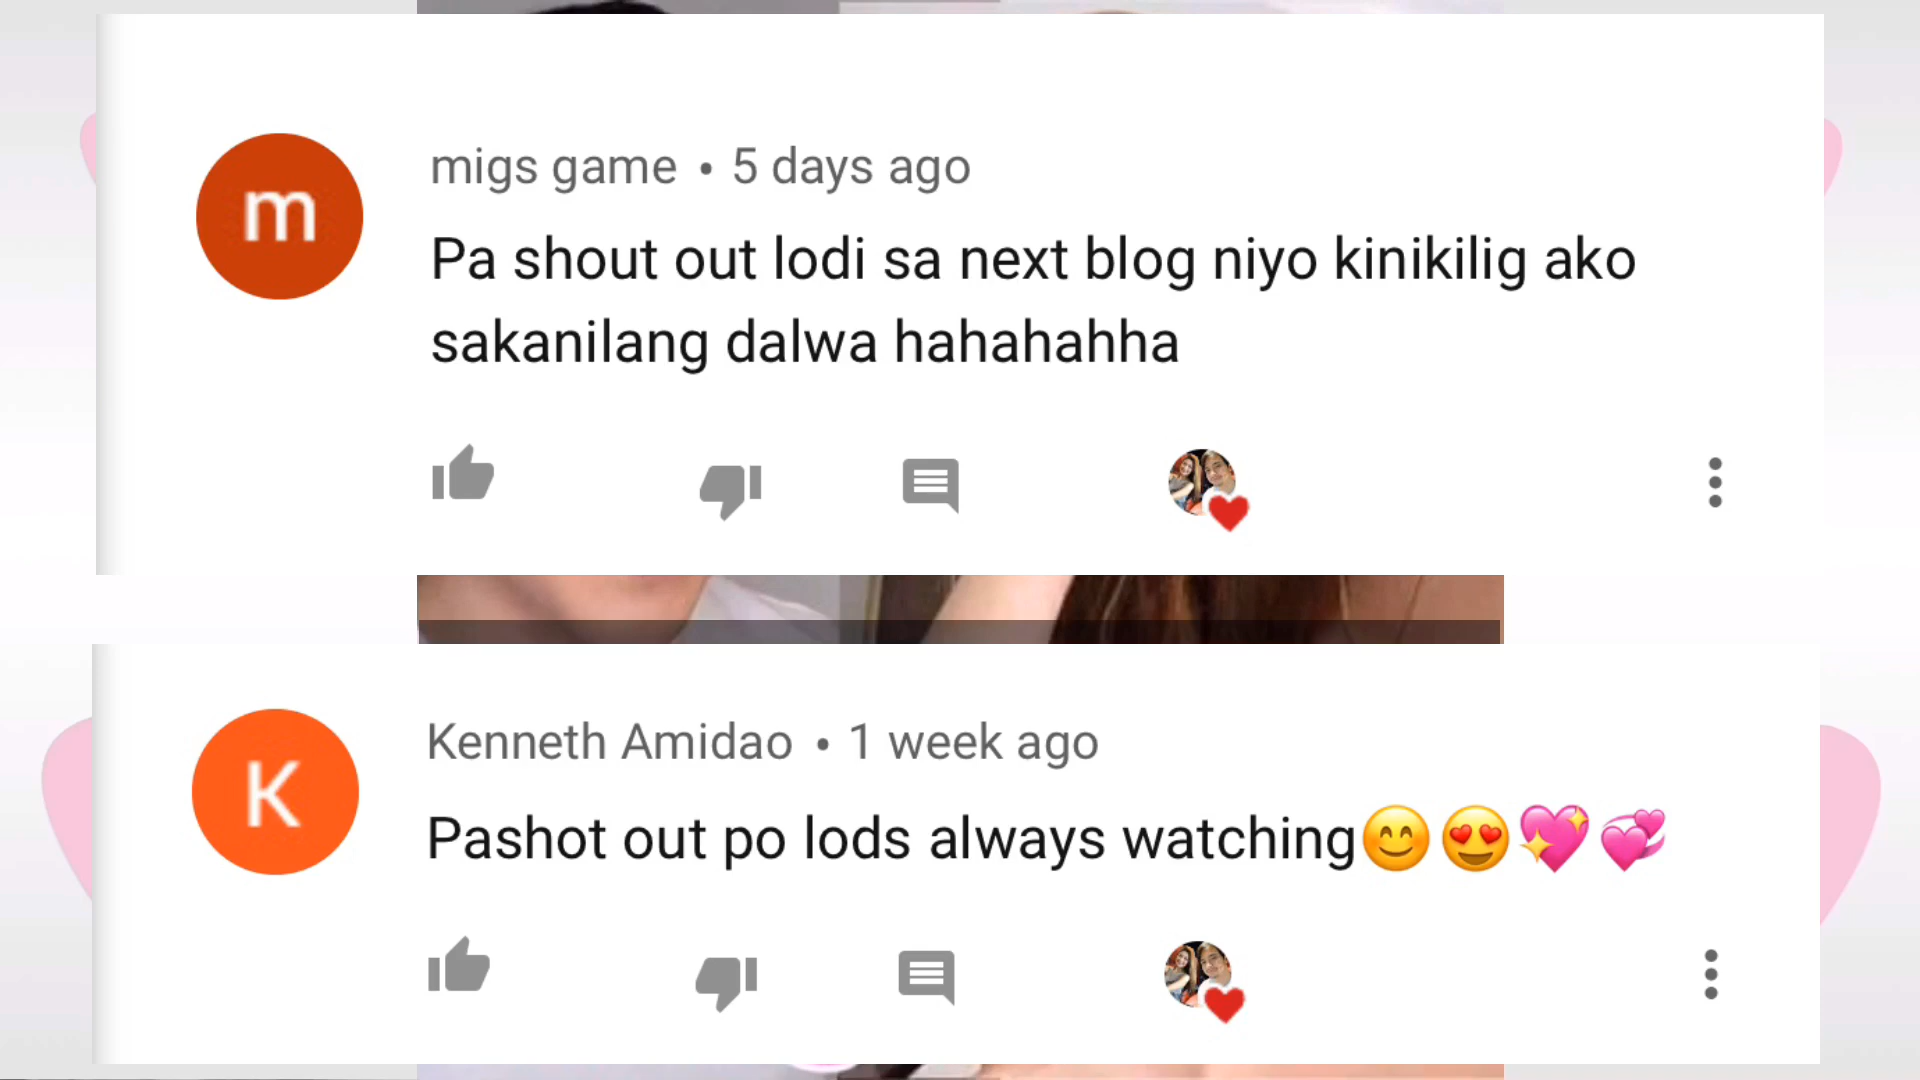 m
migs game • 5 days ago
Pa shout out lodi sa next blog niyo kinikilig ako
sakanilang dalwa hahahahha
K
Kenneth Amidao • 1 week ago
Pashot out po lods always watching😊😍💖💞